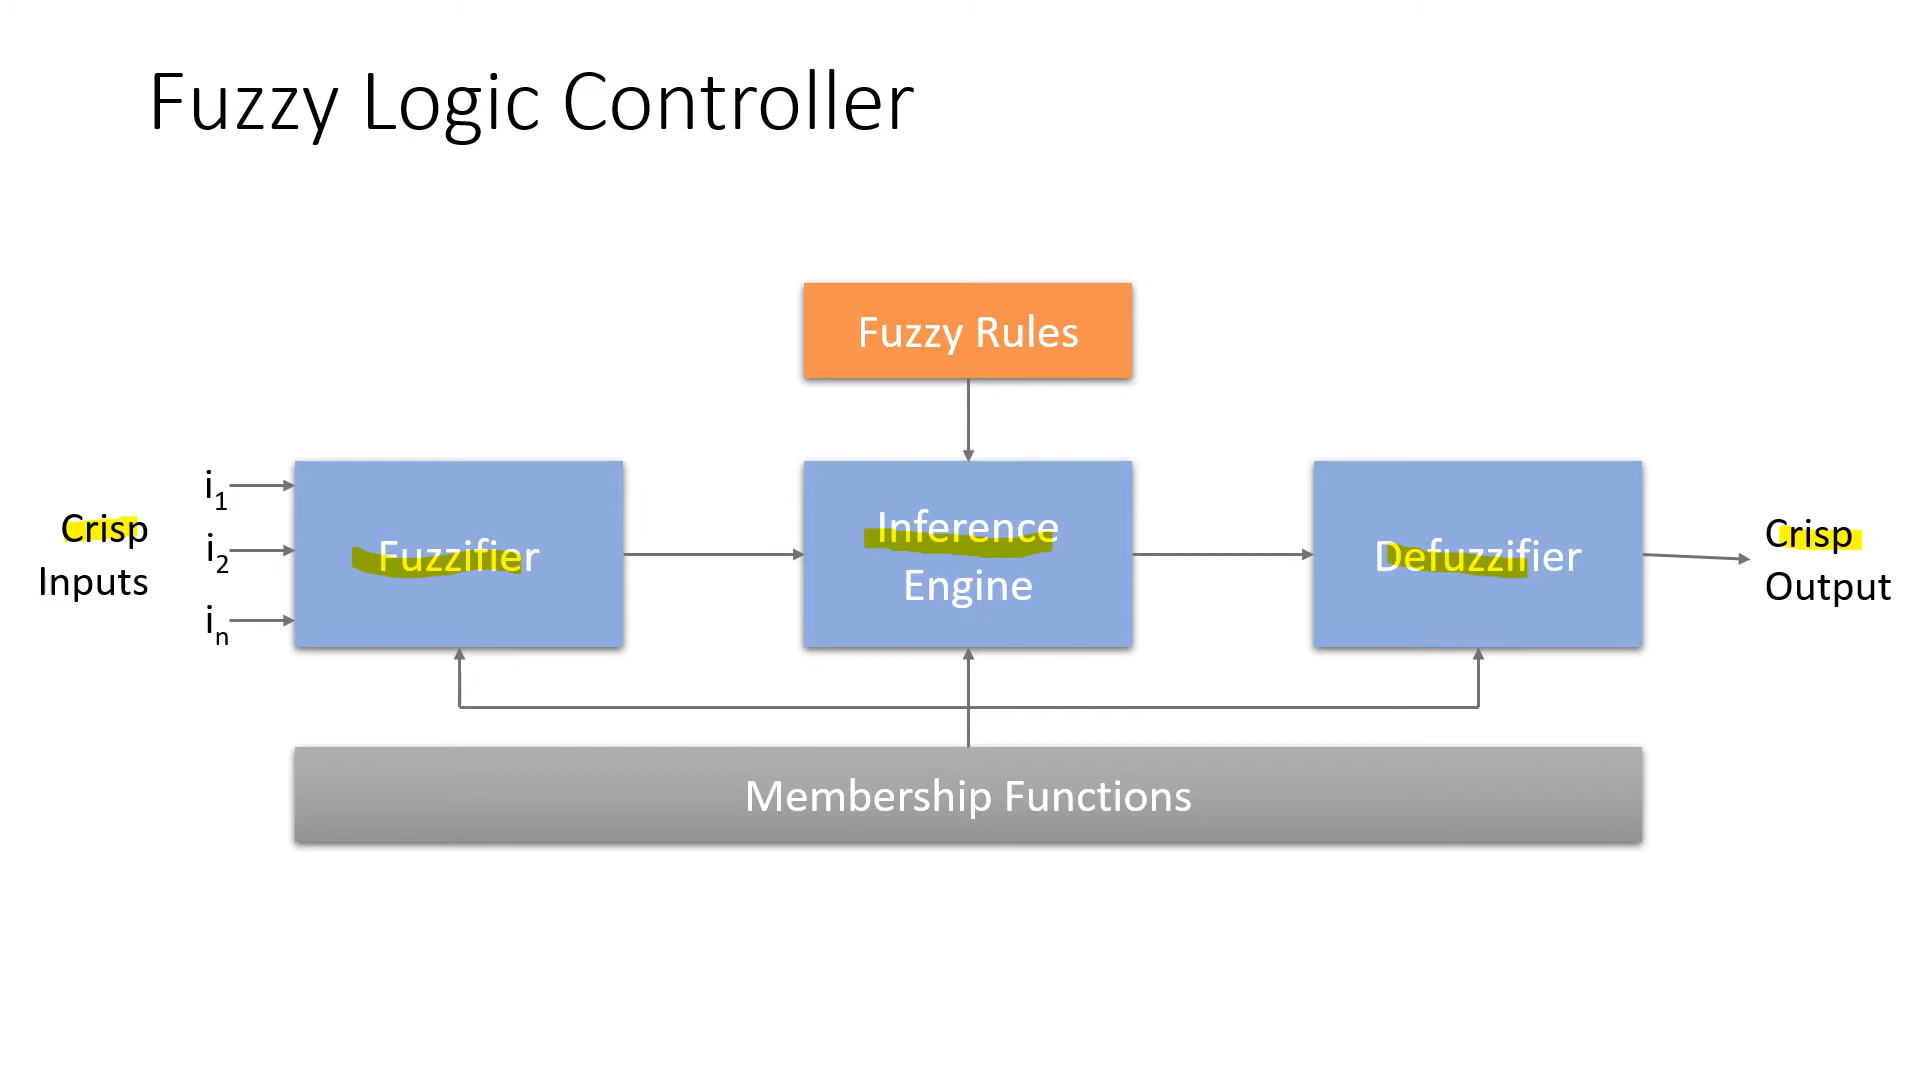 Fuzzy Logic Controller
Fuzzy Rules
Crisp
Inputs
i1
i2
in
Fuzzifier
Inference
Engine
Defuzzifier
Crisp
Output
Membership Functions